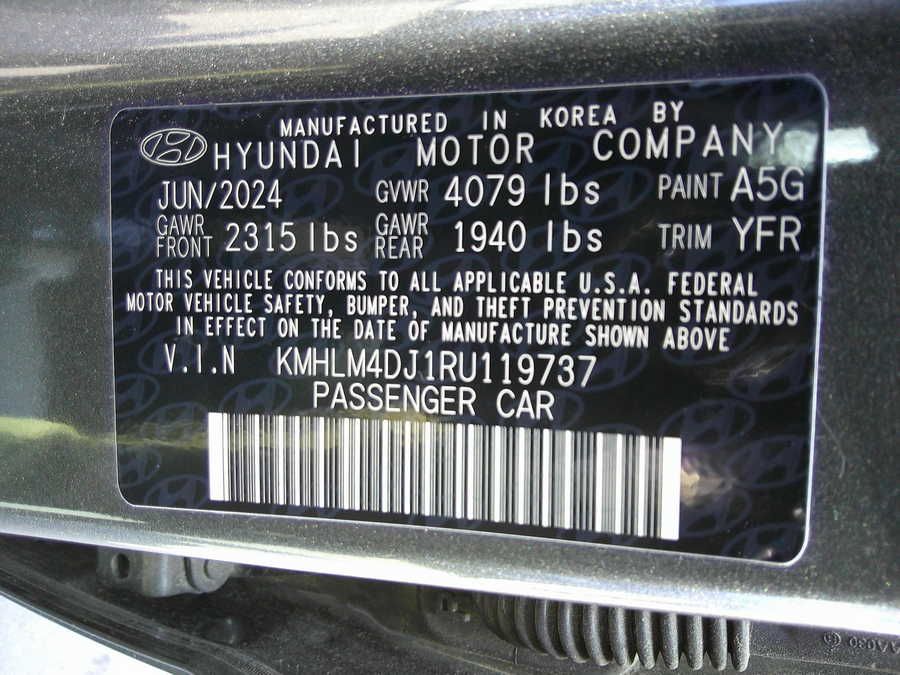 MANUFACTURED IN KOREA BY
HYUNDAI MOTOR COMPANY
JUN/2024 GVWR 4079 lbs PAINT A5G
GAWR FRONT 2315 lbs GAWR REAR 1940 lbs TRIM YFR
THIS VEHICLE CONFORMS TO ALL APPLICABLE U.S.A. FEDERAL
MOTOR VEHICLE SAFETY, BUMPER, AND THEFT PREVENTION STANDARDS
IN EFFECT ON THE DATE OF MANUFACTURE SHOWN ABOVE
V.I.N KMHLM4DJ1RU119737
PASSENGER CAR